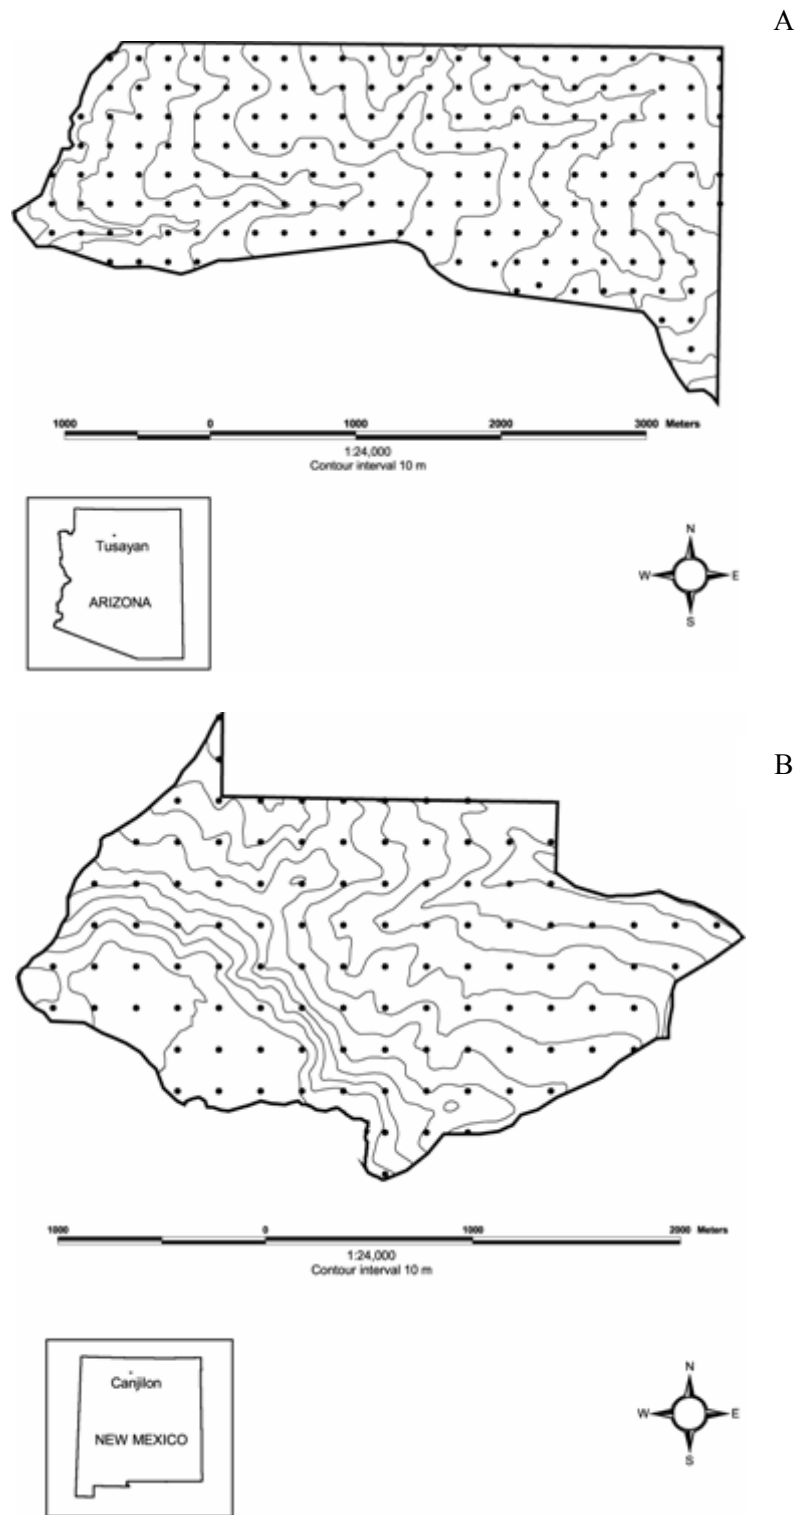 A
1000 0 1000 2000 3000 Meters
1:24,000
Contour interval 10 m
Tusayan
ARIZONA
N
W E
S
B
1000 0 1000 2000 Meters
1:24,000
Contour interval 10 m
Canjilon
NEW MEXICO
N
W E
S